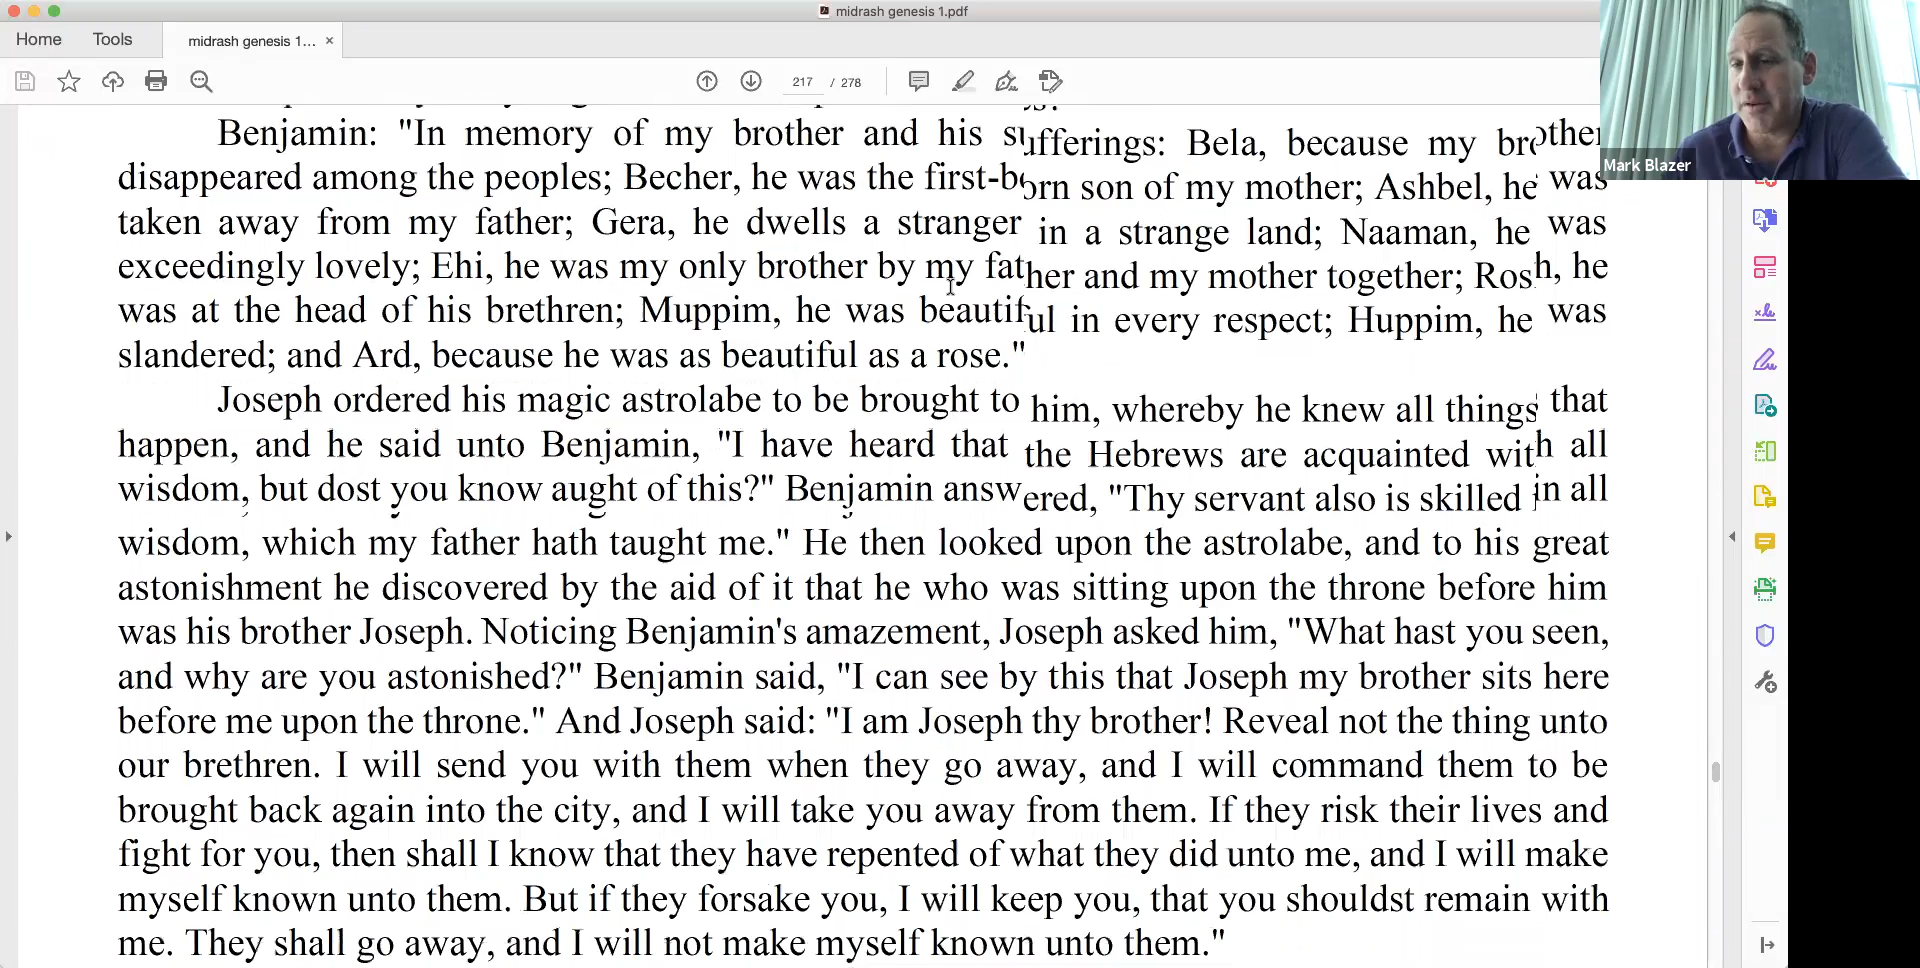 midrash genesis 1.pdf
Home Tools midrash genesis 1... ×
217 / 278
Mark Blazer
Benjamin: "In memory of my brother and his sufferings: Bela, because my brother
disappeared among the peoples; Becher, he was the first-born son of my mother; Ashbel, he was
taken away from my father; Gera, he dwells a stranger in a strange land; Naaman, he was
exceedingly lovely; Ehi, he was my only brother by my father and my mother together; Rosh, he
was at the head of his brethren; Muppim, he was beautiful in every respect; Huppim, he was
slandered; and Ard, because he was as beautiful as a rose."
Joseph ordered his magic astrolabe to be brought to him, whereby he knew all things that
happen, and he said unto Benjamin, "I have heard that the Hebrews are acquainted with all
wisdom, but dost you know aught of this?" Benjamin answered, "Thy servant also is skilled in all
wisdom, which my father hath taught me." He then looked upon the astrolabe, and to his great
astonishment he discovered by the aid of it that he who was sitting upon the throne before him
was his brother Joseph. Noticing Benjamin's amazement, Joseph asked him, "What hast you seen,
and why are you astonished?" Benjamin said, "I can see by this that Joseph my brother sits here
before me upon the throne." And Joseph said: "I am Joseph thy brother! Reveal not the thing unto
our brethren. I will send you with them when they go away, and I will command them to be
brought back again into the city, and I will take you away from them. If they risk their lives and
fight for you, then shall I know that they have repented of what they did unto me, and I will make
myself known unto them. But if they forsake you, I will keep you, that you shouldst remain with
me. They shall go away, and I will not make myself known unto them."